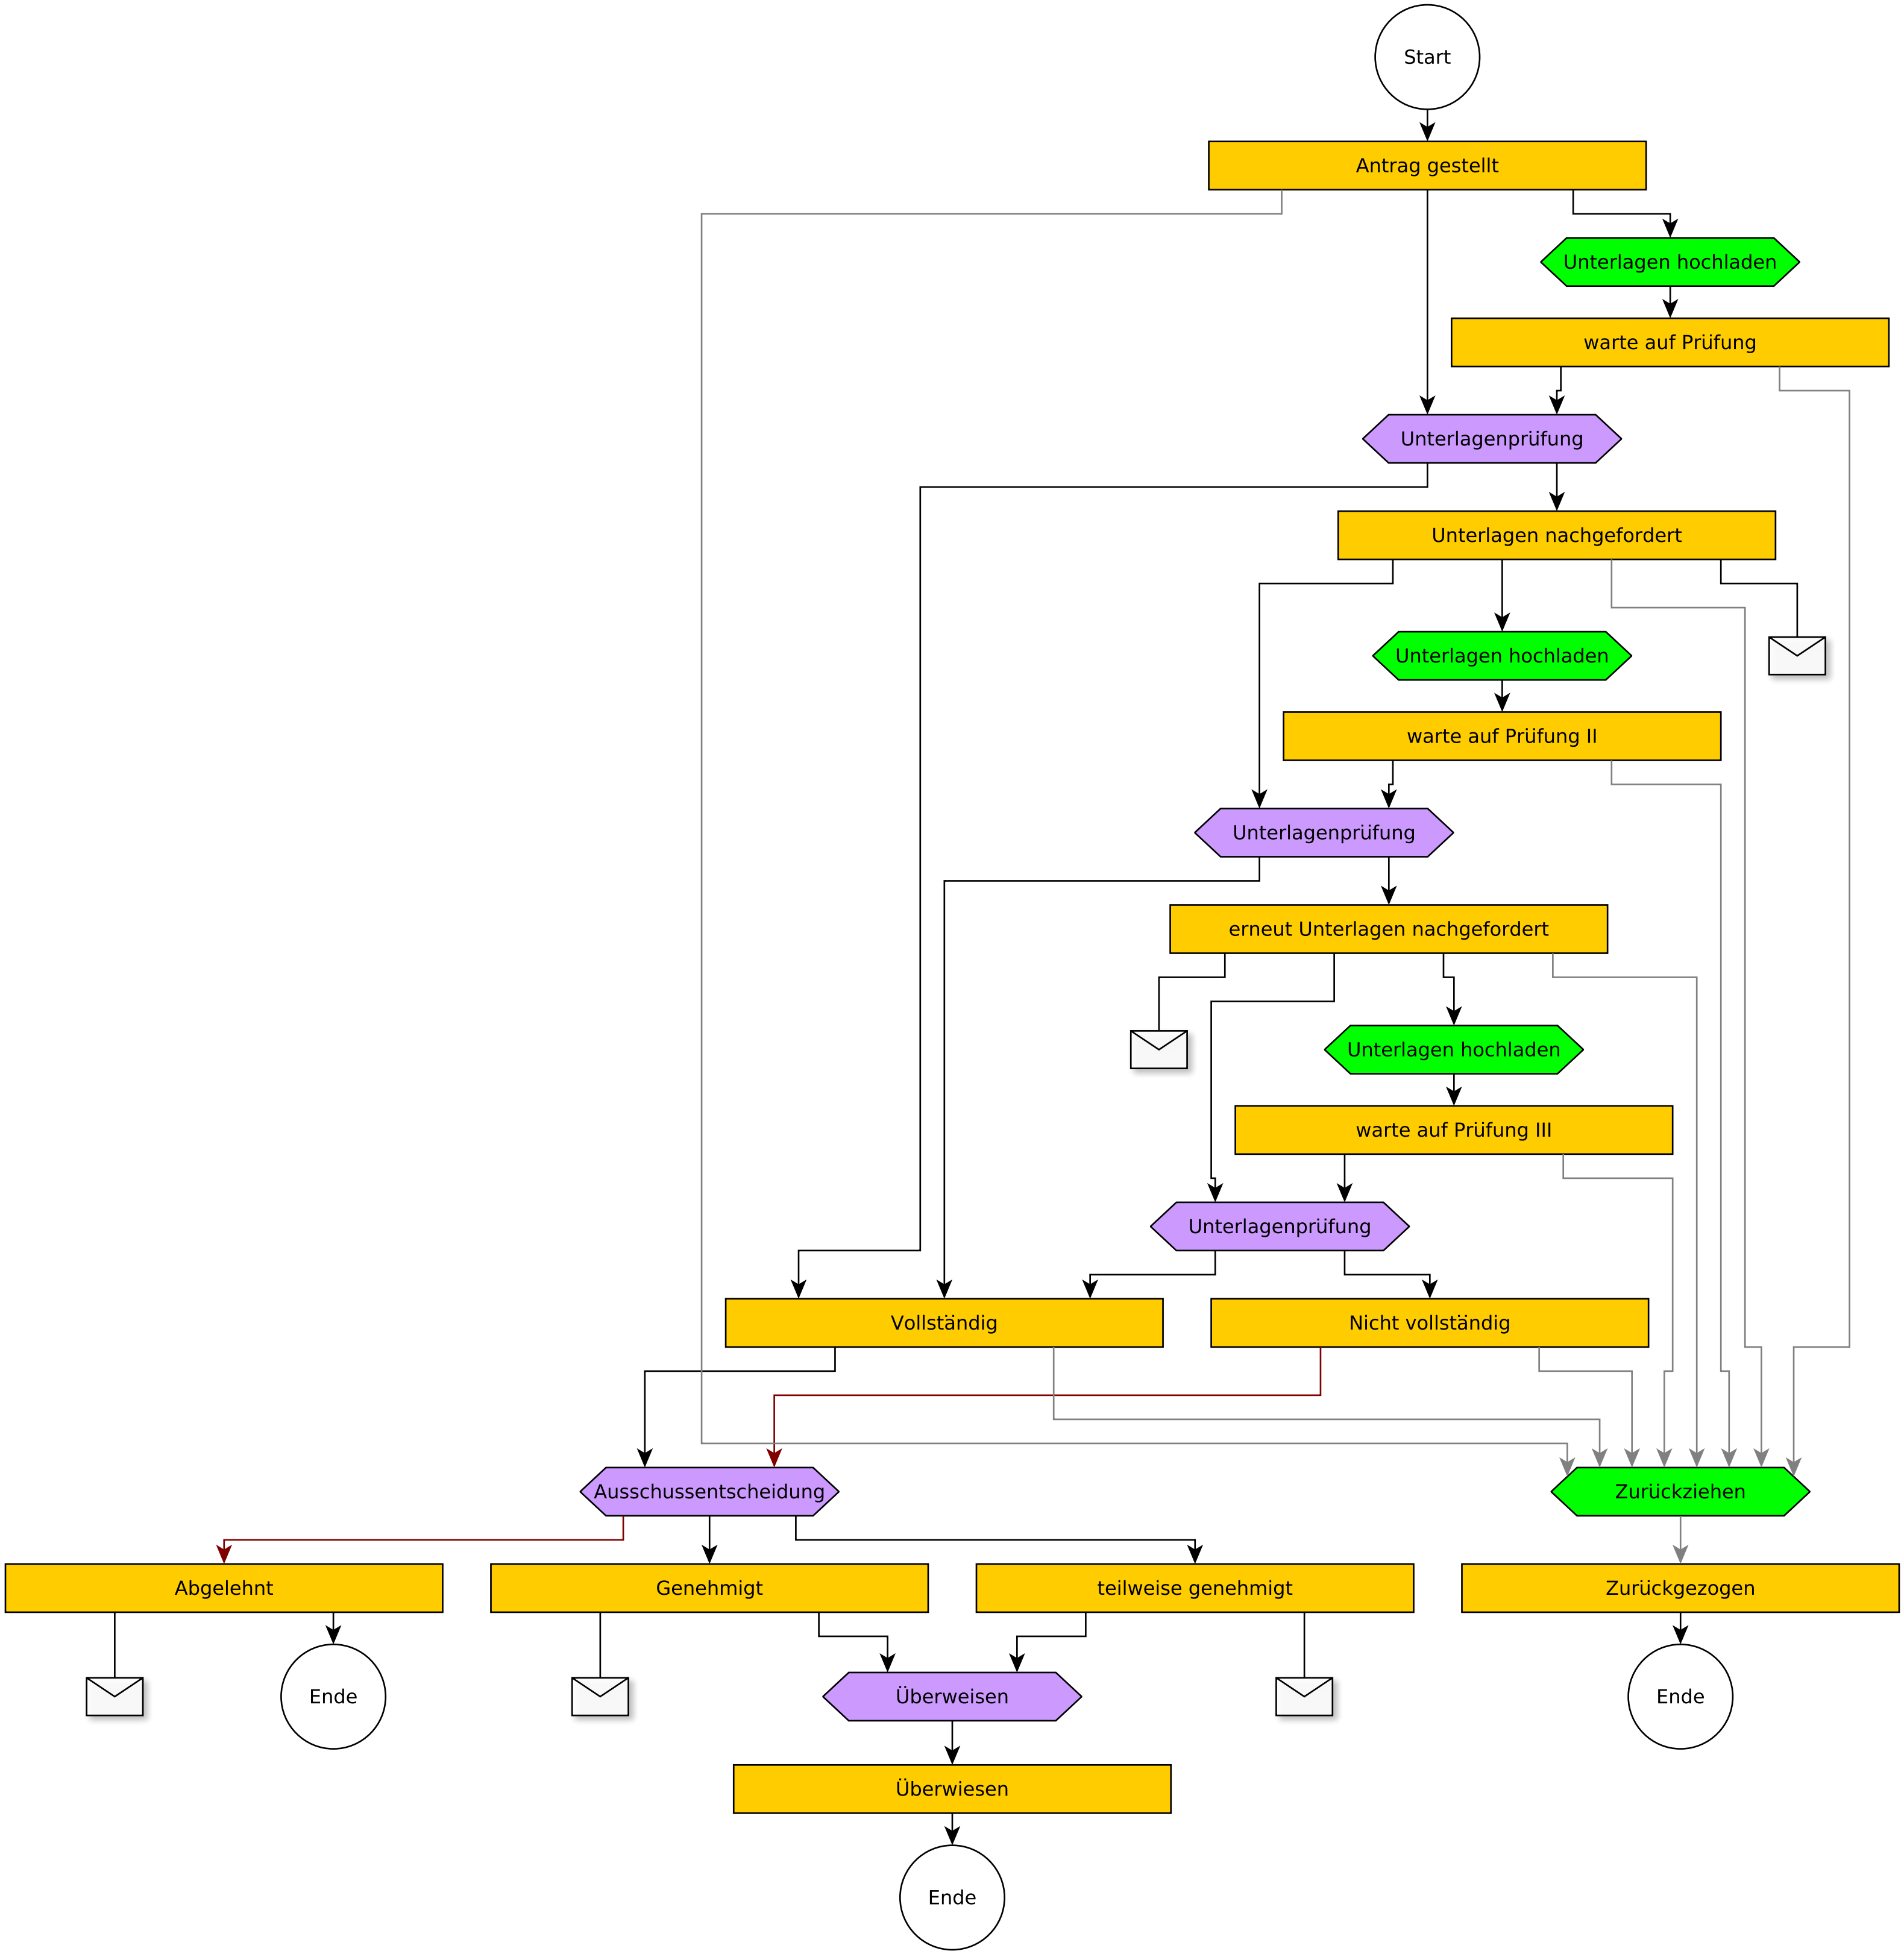 Start
Antrag gestellt
Unterlagen hochladen
warte auf Prüfung
Unterlagenprüfung
Unterlagen nachgefordert
Unterlagen hochladen
warte auf Prüfung II
Unterlagenprüfung
erneut Unterlagen nachgefordert
Unterlagen hochladen
warte auf Prüfung III
Unterlagenprüfung
Vollständig
Nicht vollständig
Ausschussentscheidung
Zurückziehen
Abgelehnt
Genehmigt
teilweise genehmigt
Zurückgezogen
Ende
Überweisen
Ende
Überwiesen
Ende